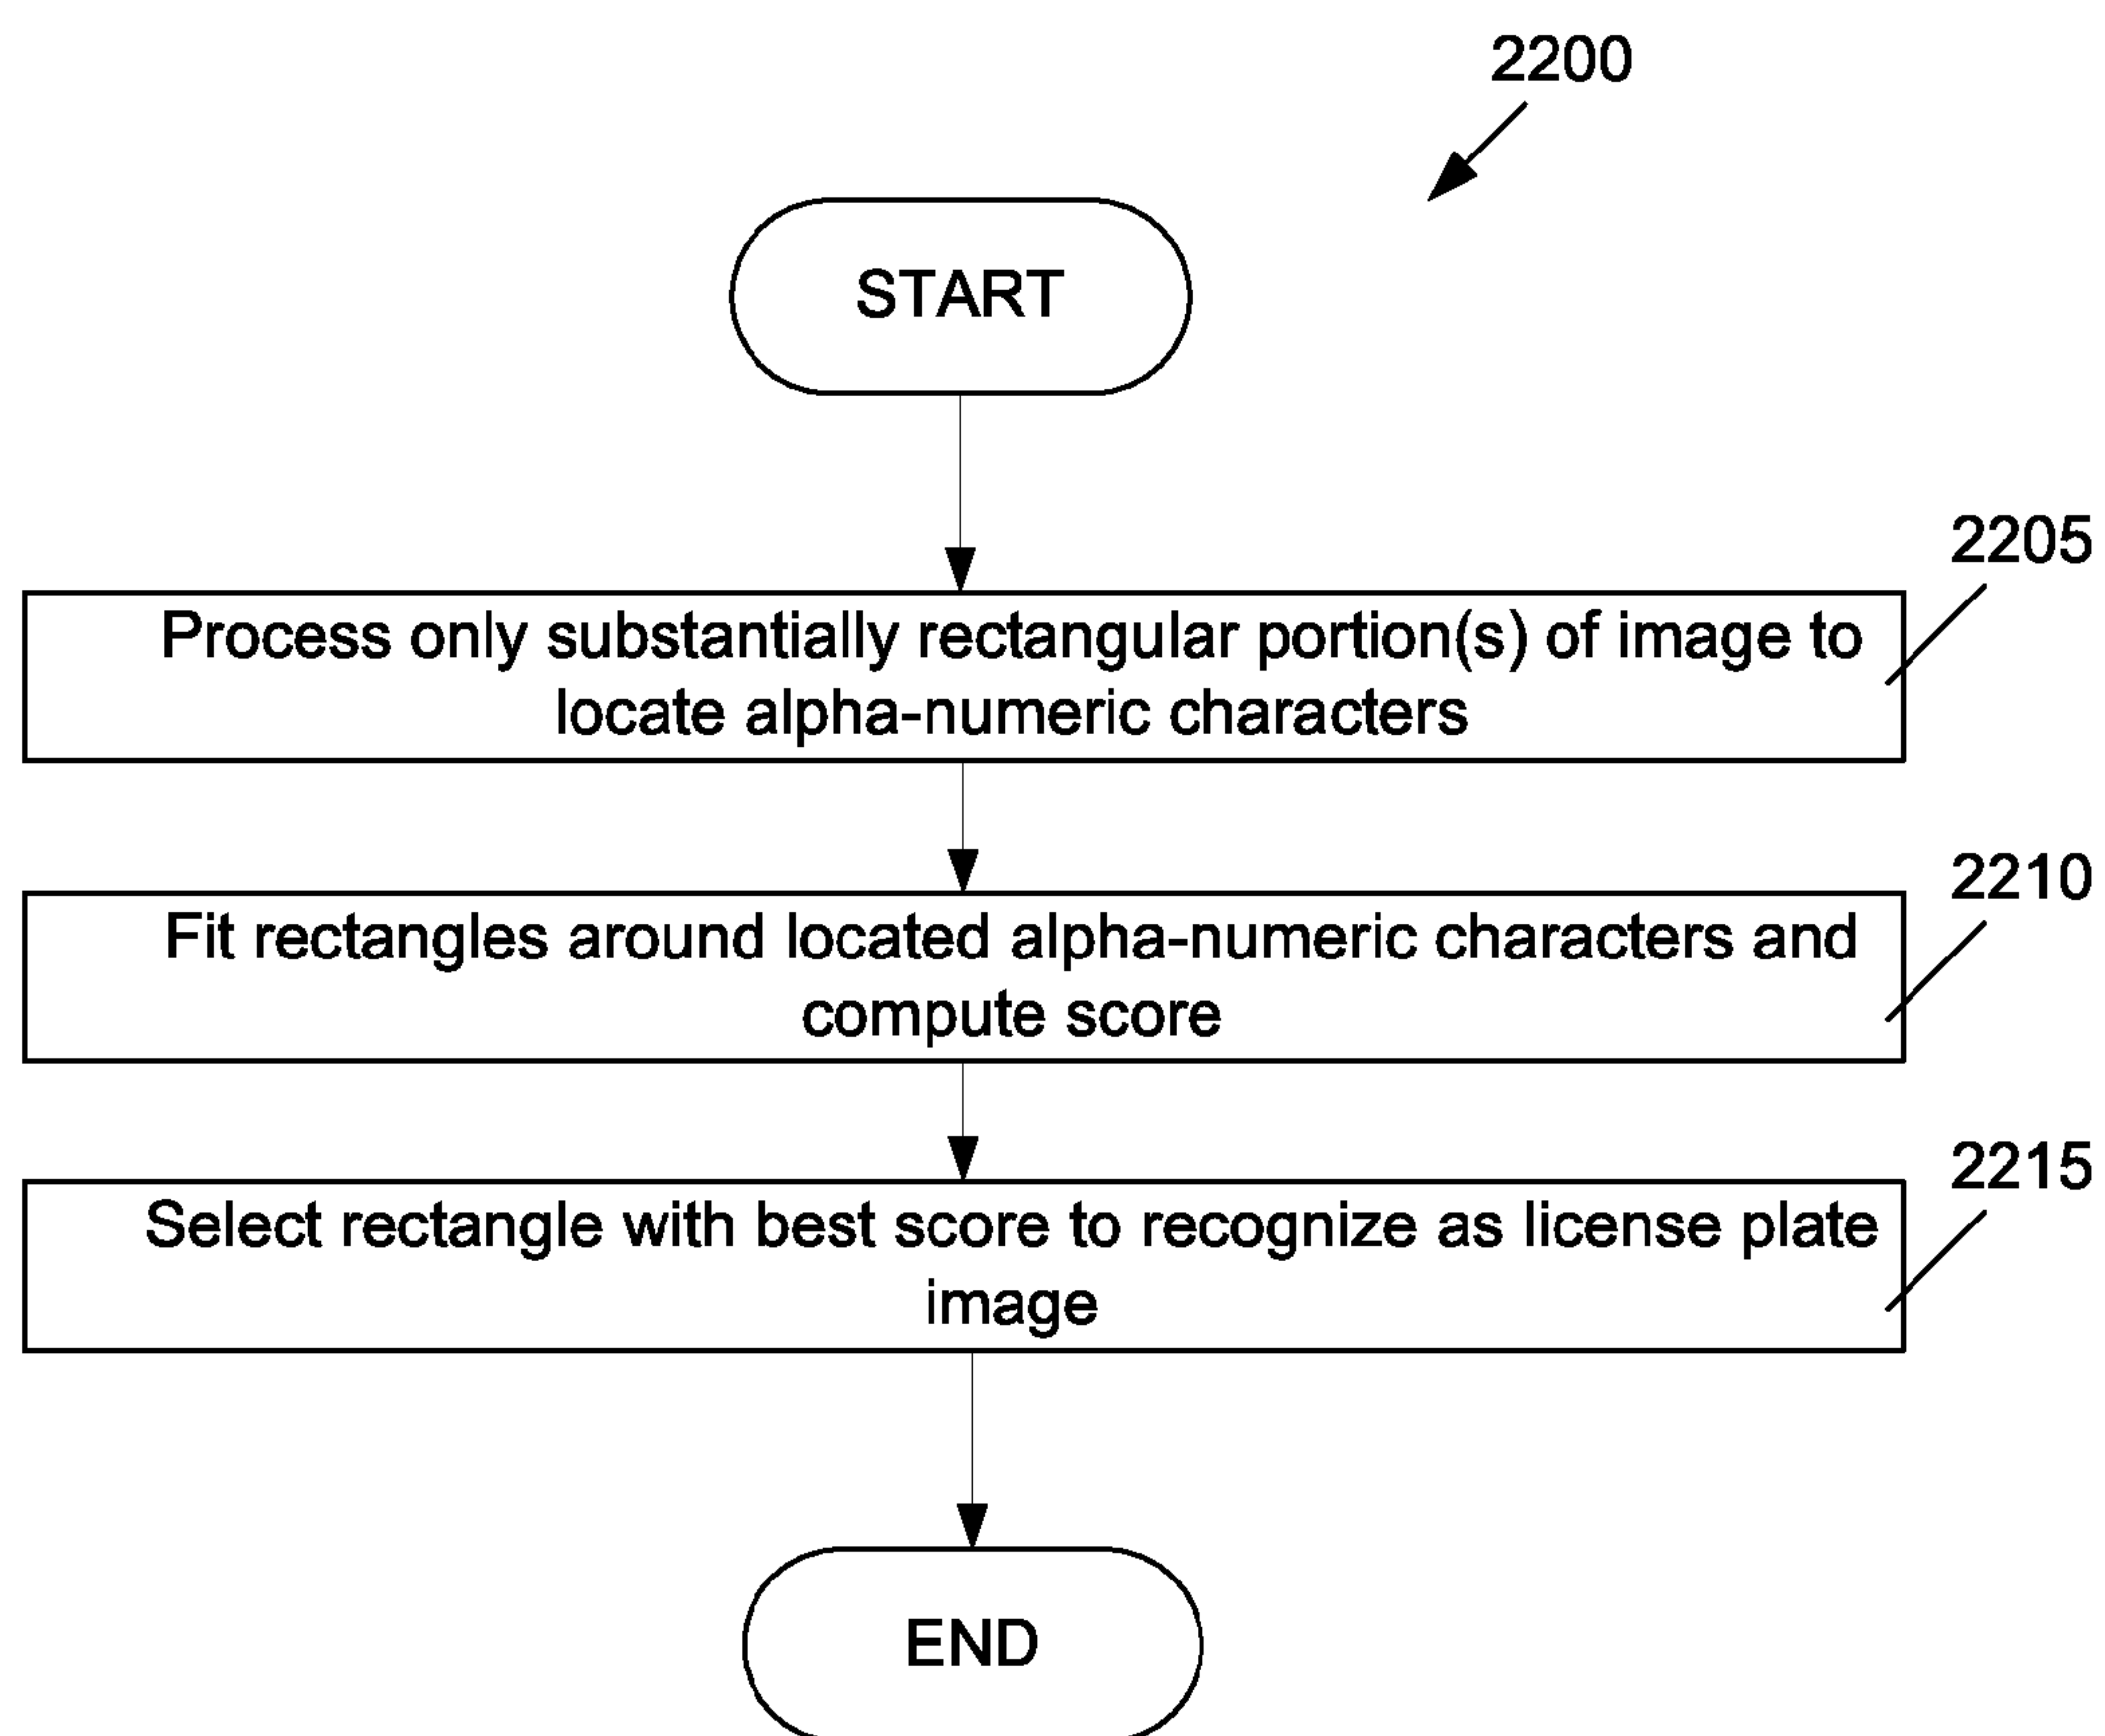 2200
START
2205
Process only substantially rectangular portion(s) of image to
locate alpha-numeric characters
2210
Fit rectangles around located alpha-numeric characters and
compute score
2215
Select rectangle with best score to recognize as license plate
image
END